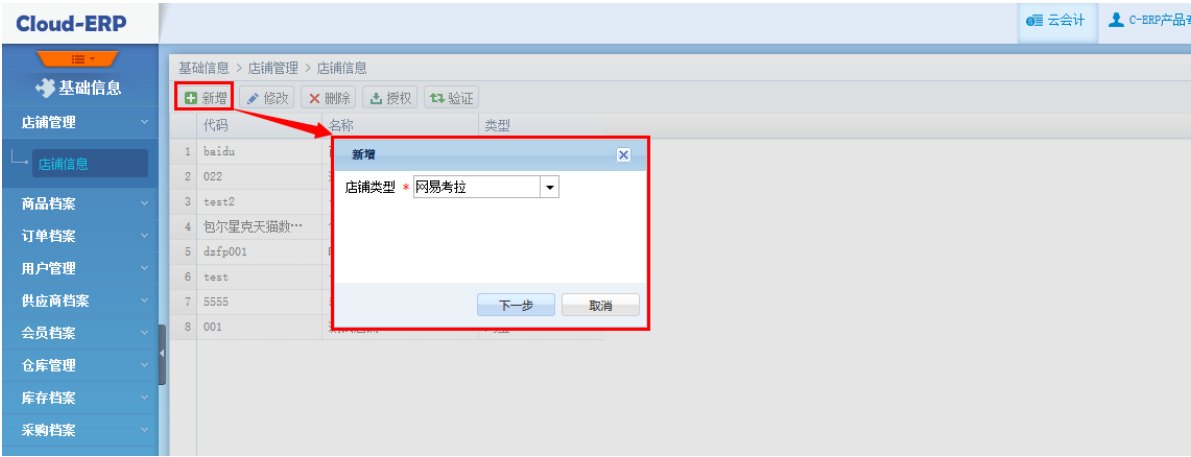 Cloud-ERP
云会计 C-ERP产品
基础信息
基础信息 > 店铺管理 > 店铺信息
新增 修改 删除 授权 验证
店铺管理
代码 名称 类型
店铺信息
1 baidu
2 022
3 test2
4 包尔星克天猫数…
5 dzfp001
6 test
7 5555
8 001
新增
店铺类型 * 网易考拉
下一步 取消
商品档案
订单档案
用户管理
供应商档案
会员档案
仓库管理
库存档案
采购档案